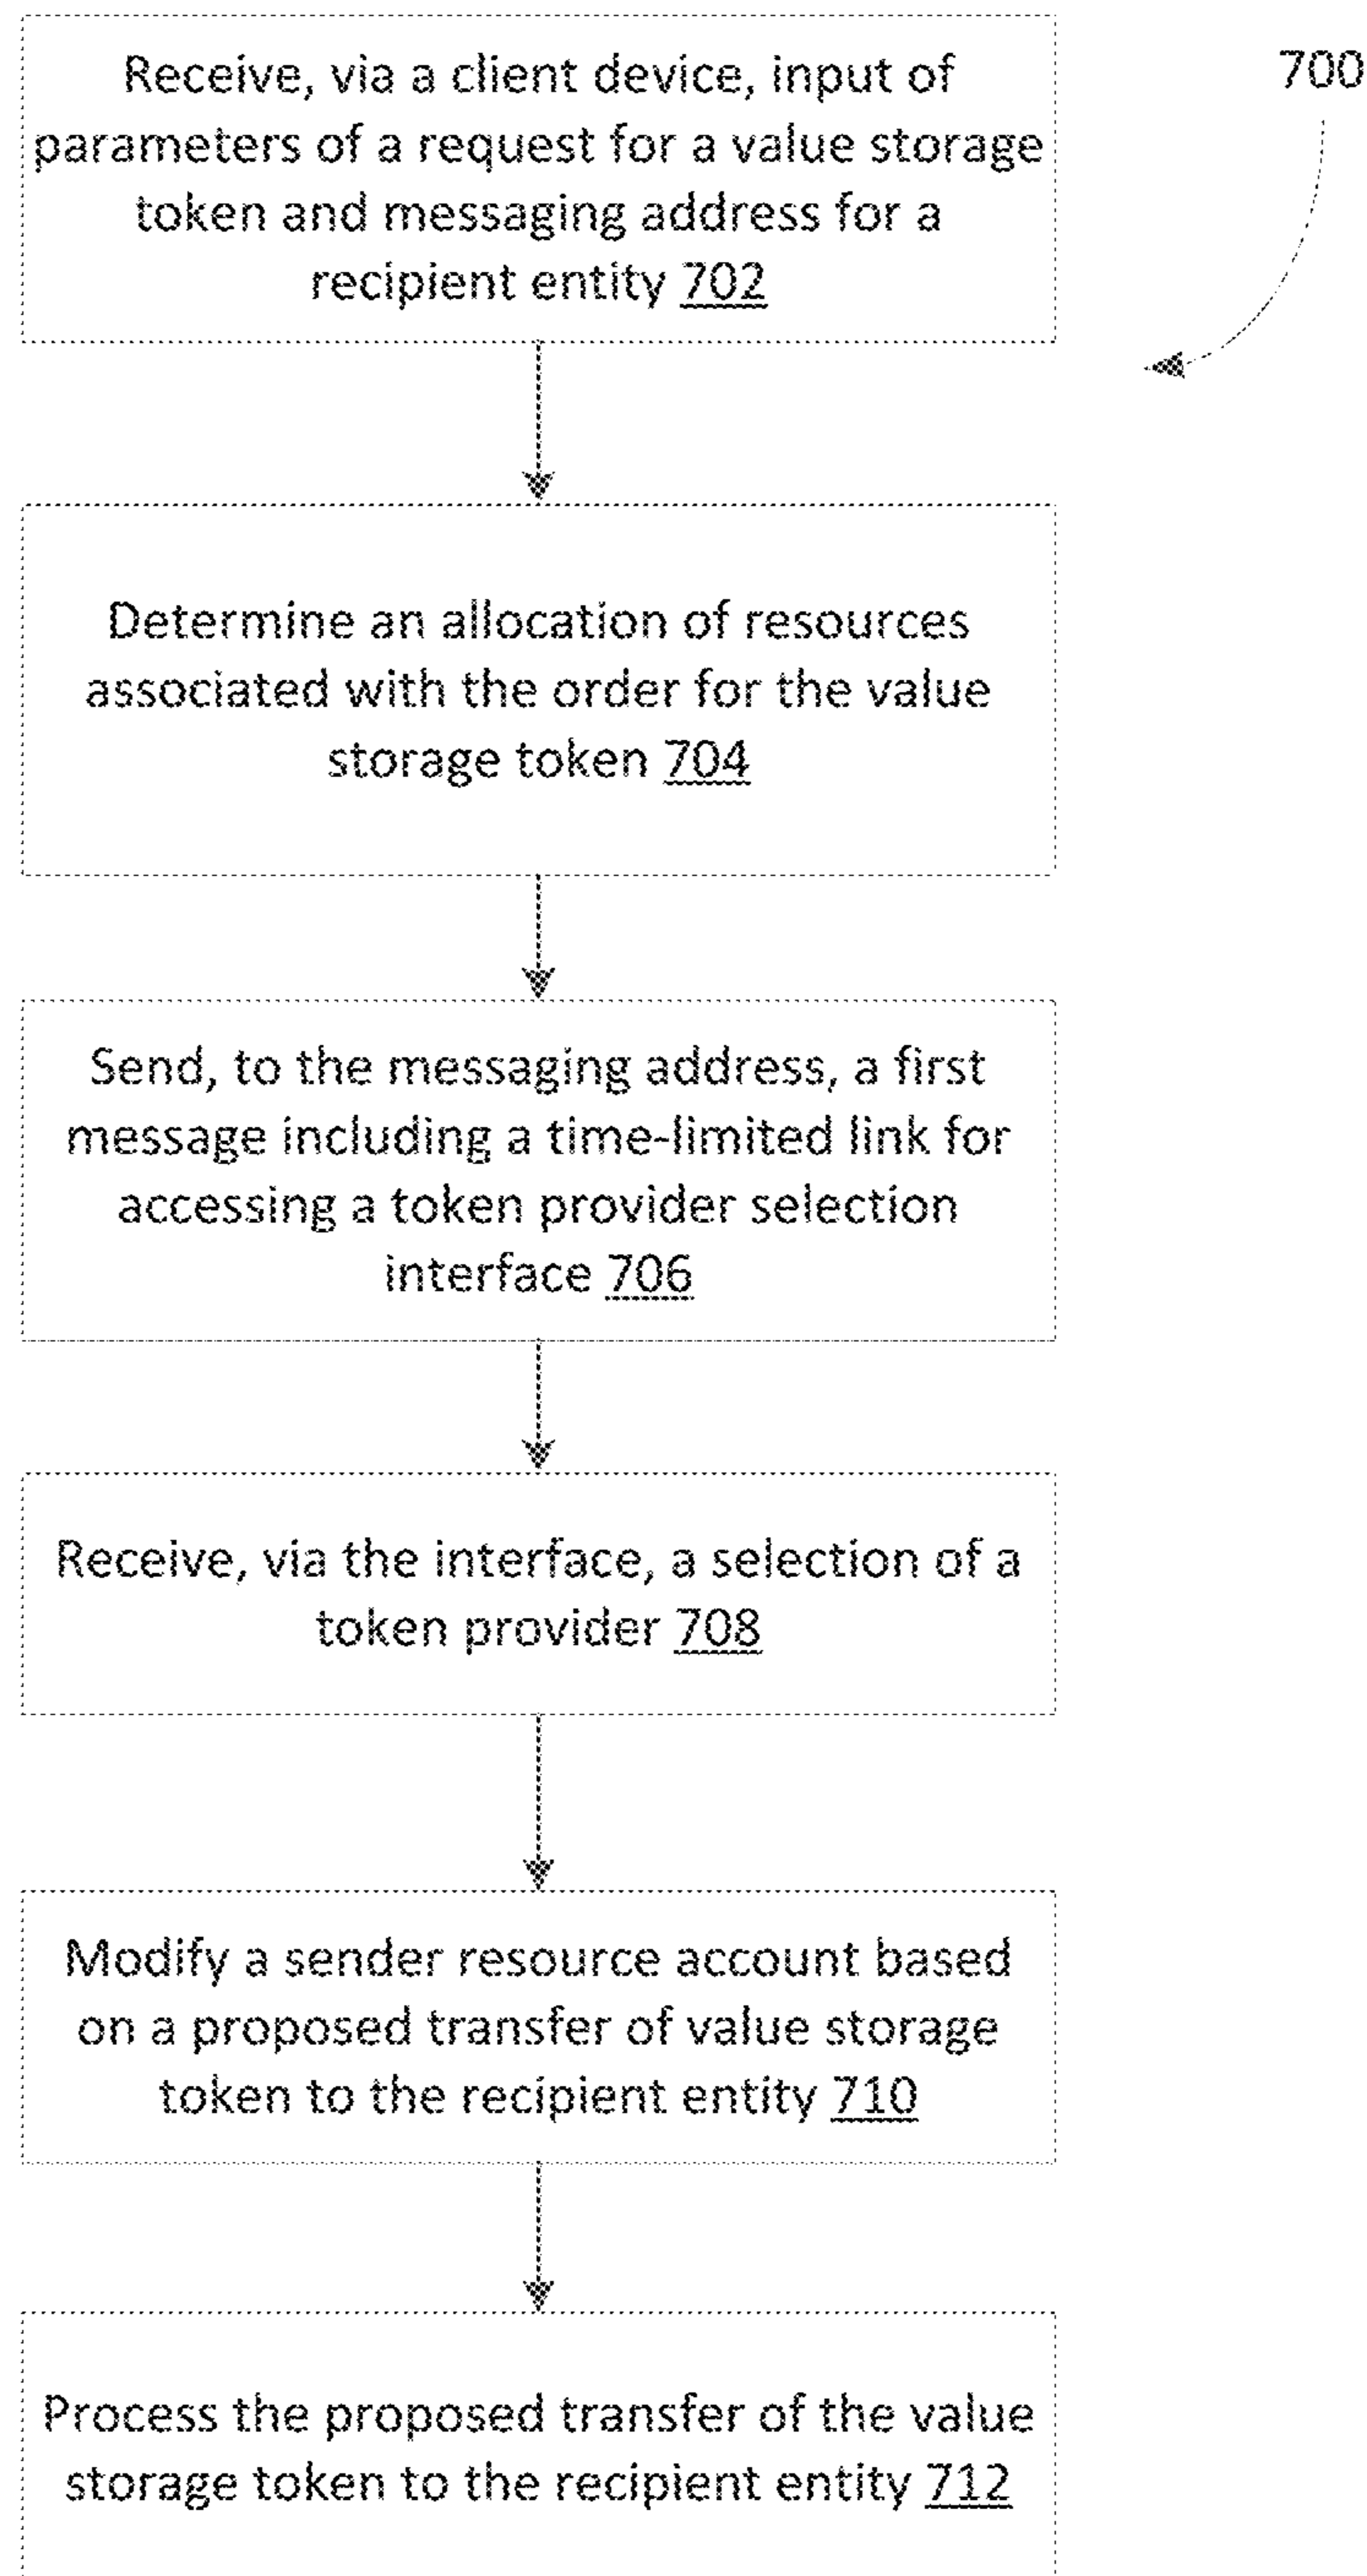 Receive, via a client device, input of
parameters of a request for a value storage
token and messaging address for a
recipient entity 702
700
Determine an allocation of resources
associated with the order for the value
storage token 704
Send, to the messaging address, a first
message including a time-limited link for
accessing a token provider selection
interface 706
Receive, via the interface, a selection of a
token provider 708
Modify a sender resource account based
on a proposed transfer of value storage
token to the recipient entity 710
Process the proposed transfer of the value
storage token to the recipient entity 712